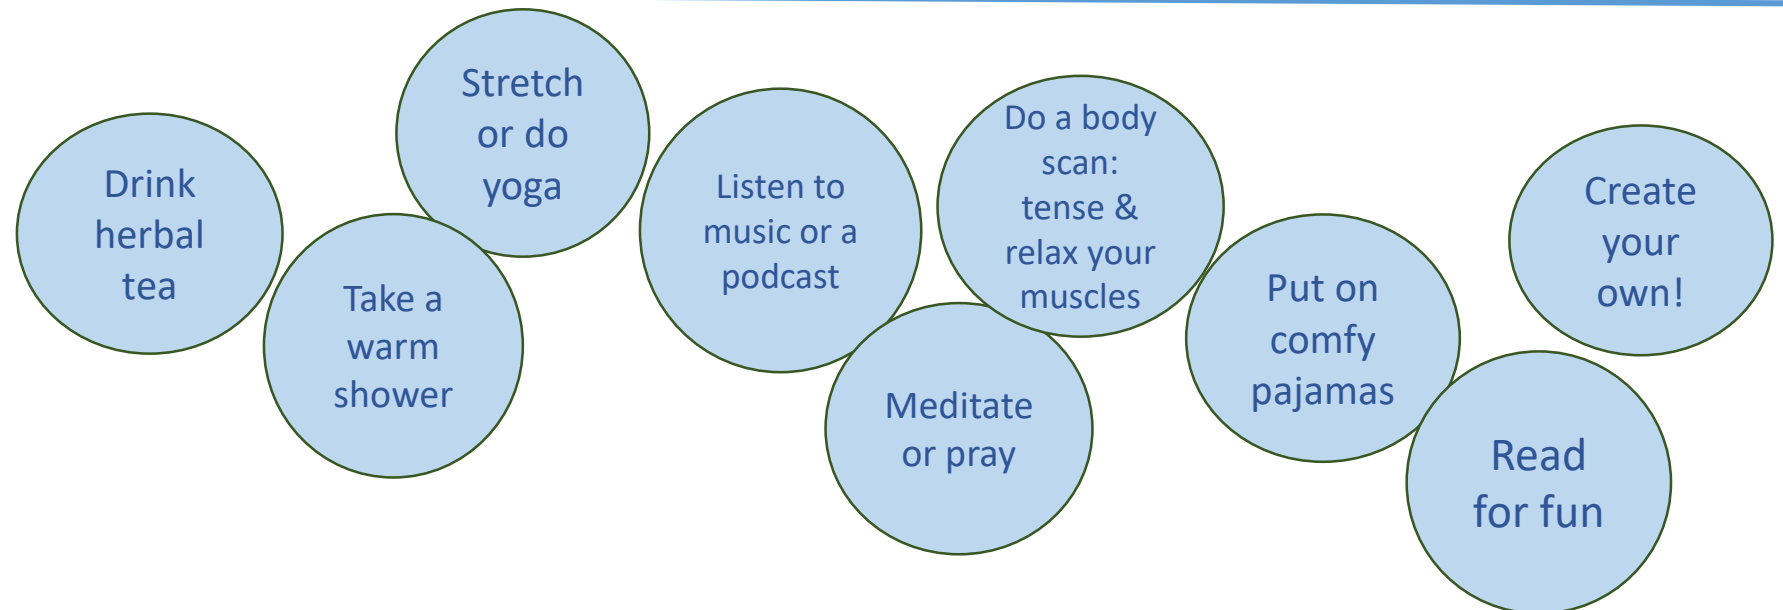 Drink
herbal
tea
Take a
warm
shower
Stretch
or do
yoga
Listen to
music or a
podcast
Meditate
or pray
Do a body
scan:
tense &
relax your
muscles
Put on
comfy
pajamas
Read
for fun
Create
your
own!